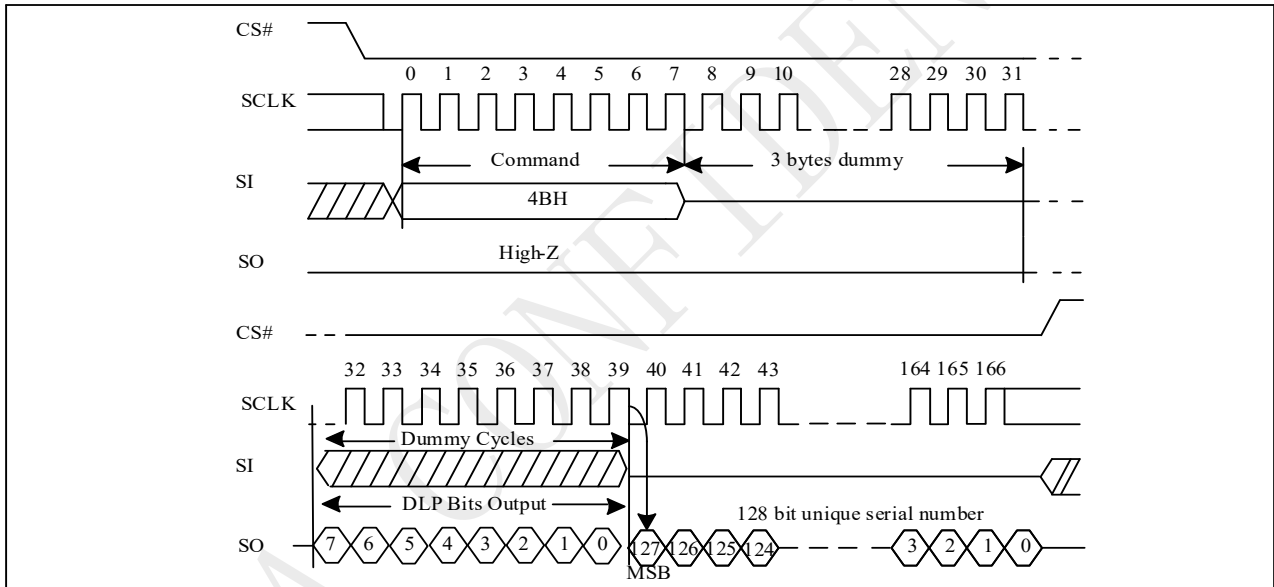 CS#
0 1 2 3 4 5 6 7 8 9 10 28 29 30 31
SCLK
Command 3 bytes dummy
SI
4BH
High-Z
SO
CS#
32 33 34 35 36 37 38 39 40 41 42 43 164 165 166
SCLK
Dummy Cycles
SI
DLP Bits Output
128 bit unique serial number
SO 7 6 5 4 3 2 1 0 127 126 125 124 3 2 1 0
MSB
A CONFIDEN